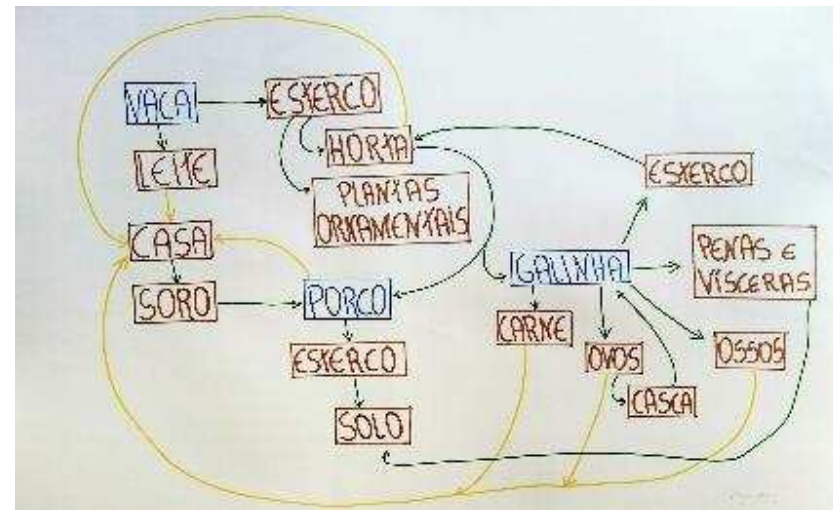 VACA
ESTERCO
HORTA
LEITE
PLANTAS
ORNAMENTAIS
ESTERCO
CASA
GALINHA
PENAS E
VÍSCERAS
SORO
PORCO
CARNE
OVOS
OSSOS
ESTERCO
CASCA
SOLO